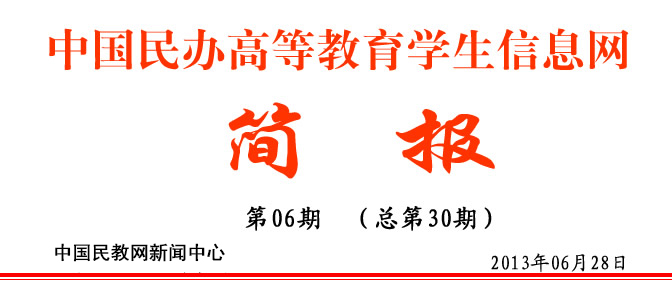 中国民办高等教育学生信息网
简 报
第06期 （总第30期）
中国民教网新闻中心 2013年06月28日